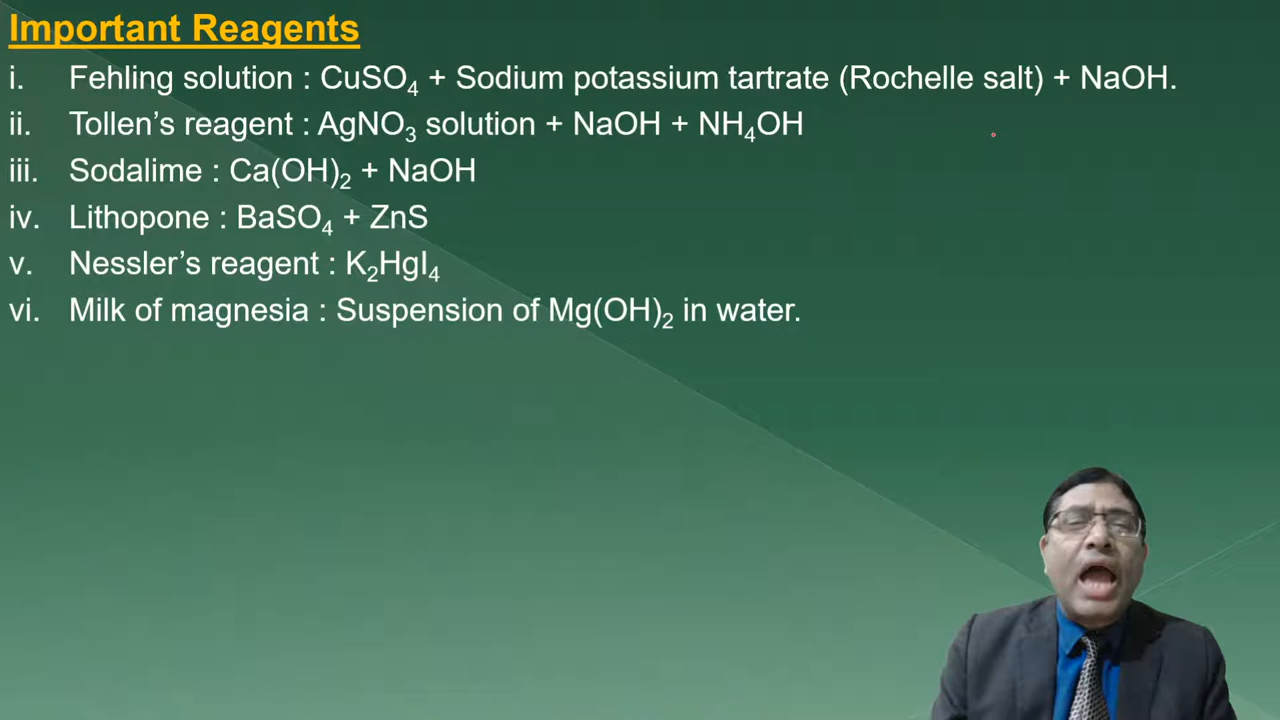 Important Reagents
i. Fehling solution : CuSO₄ + Sodium potassium tartrate (Rochelle salt) + NaOH.
ii. Tollen’s reagent : AgNO₃ solution + NaOH + NH₄OH
iii. Sodalime : Ca(OH)₂ + NaOH
iv. Lithopone : BaSO₄ + ZnS
v. Nessler’s reagent : K₂HgI₄
vi. Milk of magnesia : Suspension of Mg(OH)₂ in water.